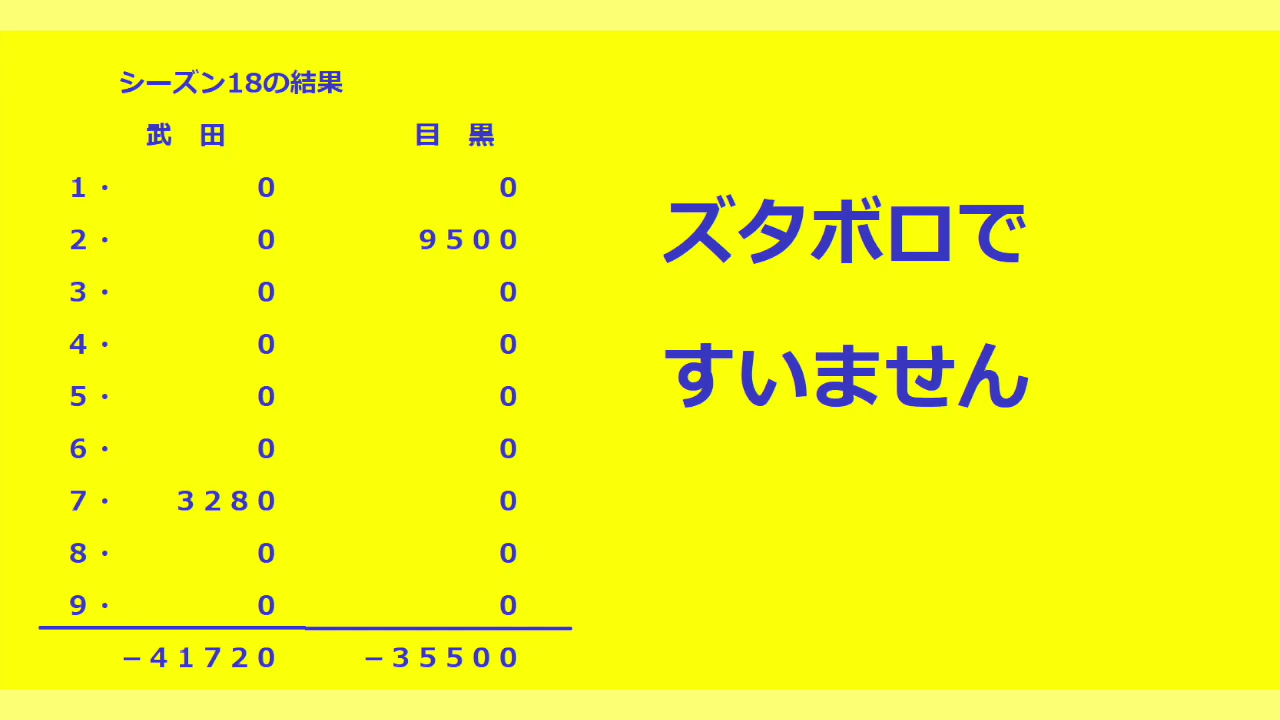 シーズン18の結果
武　田　目　黒
１・　0　0
２・　0　９５００
３・　0　0
４・　0　0
５・　0　0
６・　0　0
７・　３２８０　0
８・　0　0
９・　0　0
－４１７２０　－３５５００
ズタボロで
すいません